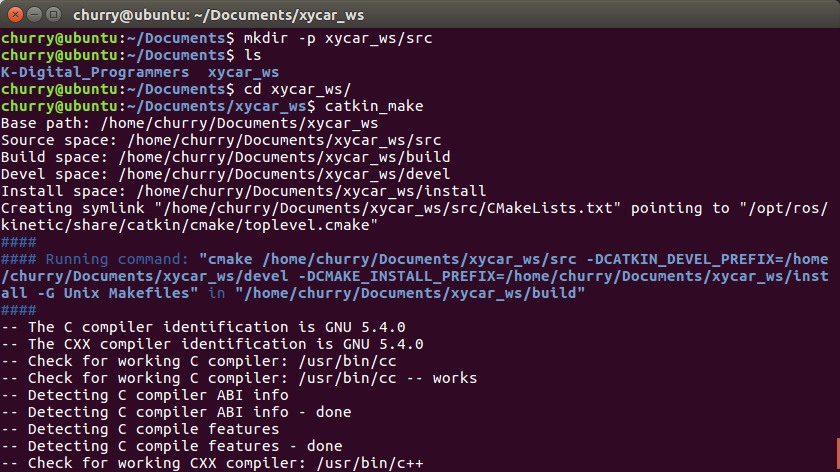 churry@ubuntu: ~/Documents/xycar_ws
churry@ubuntu:~/Documents$ mkdir -p xycar_ws/src
churry@ubuntu:~/Documents$ ls
K-Digital_Programmers  xycar_ws
churry@ubuntu:~/Documents$ cd xycar_ws/
churry@ubuntu:~/Documents/xycar_ws$ catkin_make
Base path: /home/churry/Documents/xycar_ws
Source space: /home/churry/Documents/xycar_ws/src
Build space: /home/churry/Documents/xycar_ws/build
Devel space: /home/churry/Documents/xycar_ws/devel
Install space: /home/churry/Documents/xycar_ws/install
Creating symlink "/home/churry/Documents/xycar_ws/src/CMakeLists.txt" pointing to "/opt/ros/
kinetic/share/catkin/cmake/toplevel.cmake"
####
#### Running command: "cmake /home/churry/Documents/xycar_ws/src -DCATKIN_DEVEL_PREFIX=/home
/churry/Documents/xycar_ws/devel -DCMAKE_INSTALL_PREFIX=/home/churry/Documents/xycar_ws/inst
all -G Unix Makefiles" in "/home/churry/Documents/xycar_ws/build"
####
-- The C compiler identification is GNU 5.4.0
-- The CXX compiler identification is GNU 5.4.0
-- Check for working C compiler: /usr/bin/cc
-- Check for working C compiler: /usr/bin/cc -- works
-- Detecting C compiler ABI info
-- Detecting C compiler ABI info - done
-- Detecting C compile features
-- Detecting C compile features - done
-- Check for working CXX compiler: /usr/bin/c++